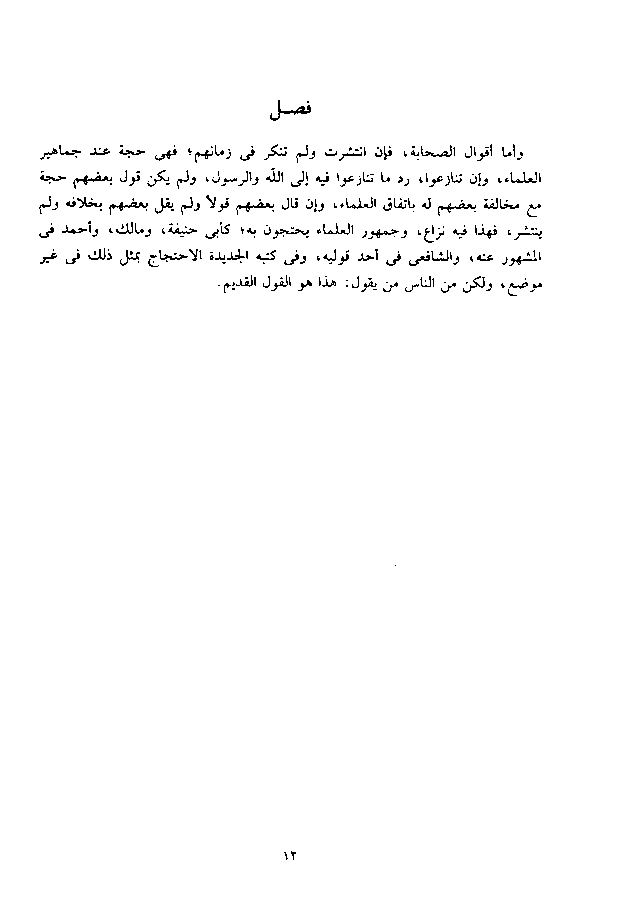 فصــل
وأما أقوال الصحابة، فإن انتشرت ولم تنكر فى زمانهم؛ فهى حجة عند جماهير
العلماء، وإن تنازعوا، رد ما تنازعوا فيه إلى الله والرسول، ولم يكن قول بعضهم حجة
مع مخالفة بعضهم له باتفاق العلماء، وإن قال بعضهم قولاً ولم يقل بعضهم بخلافه ولم
ينتشر، فهذا فيه نزاع، وجمهور العلماء يحتجون به؛ كأبى حنيفة، ومالك، وأحمد فى
المشهور عنه، والشافعى فى أحد قوليه، وفى كتبه الجديدة الاحتجاج بمثل ذلك فى غير
موضع، ولكن من الناس من يقول: هذا هو القول القديم.
١٢